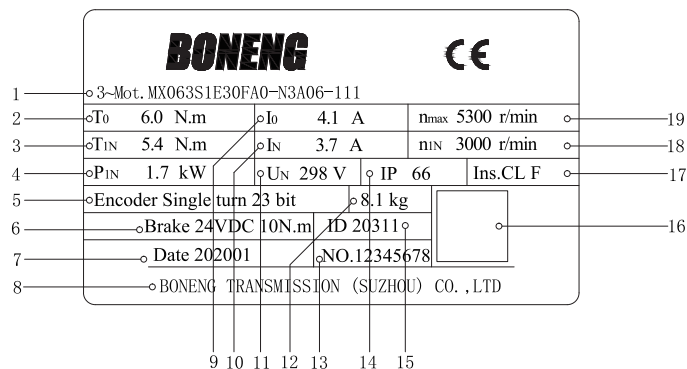 BONENG CE
1 3~Mot. MX063S1E30FA0-N3A06-111
2 T0 6.0 N.m I0 4.1 A nmax 5300 r/min 19
3 T1N 5.4 N.m IN 3.7 A n1N 3000 r/min 18
4 P1N 1.7 kW UN 298 V IP 66 Ins.CL F 17
5 Encoder Single turn 23 bit 8.1 kg
6 Brake 24VDC 10N.m ID 20311 16
7 Date 202001 NO.12345678
8 BONENG TRANSMISSION (SUZHOU) CO.,LTD
9 10 11 12 13 14 15